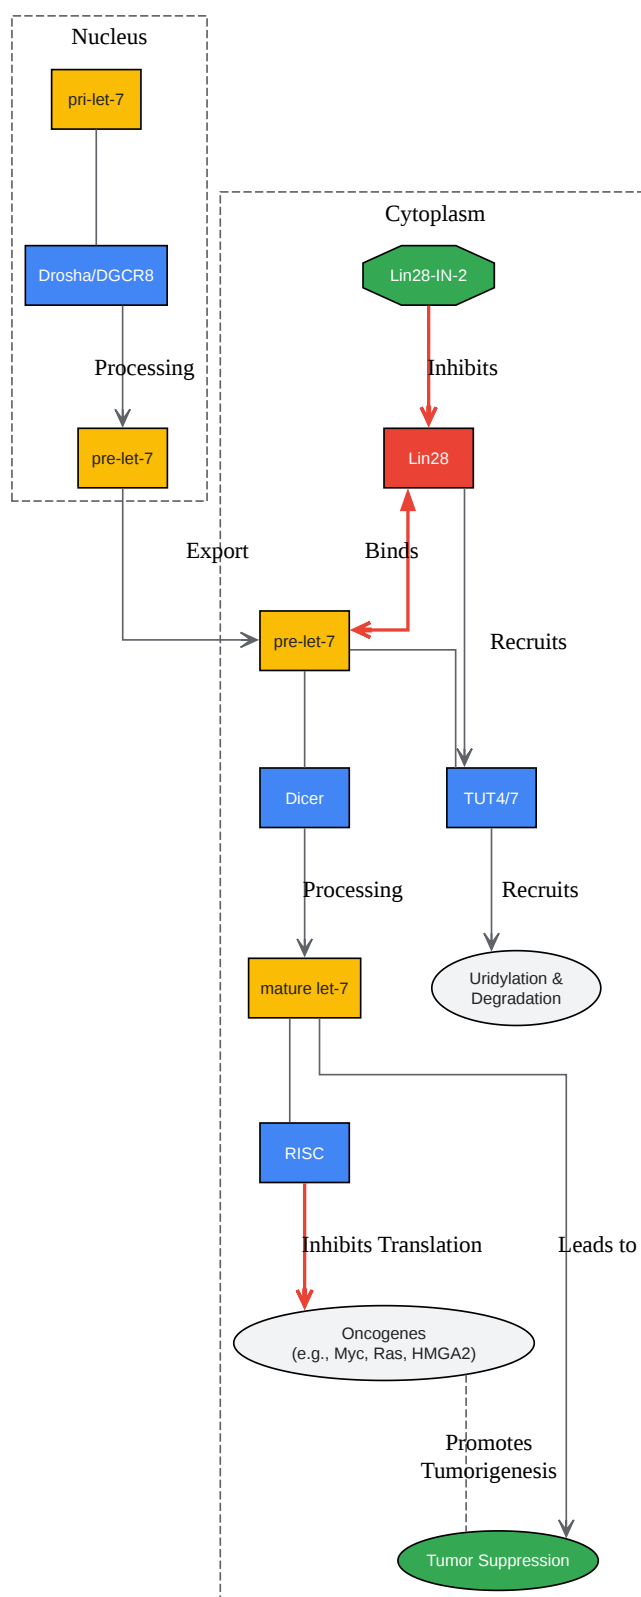 Nucleus
pri-let-7
Drosha/DGCR8
Processing
pre-let-7
Export
Cytoplasm
Lin28-IN-2
Inhibits
Lin28
Binds
pre-let-7
Recruits
Dicer
TUT4/7
Processing
Recruits
mature let-7
Uridylation &
Degradation
RISC
Inhibits Translation
Leads to
Oncogenes
(e.g., Myc, Ras, HMGA2)
Promotes
Tumorigenesis
Tumor Suppression